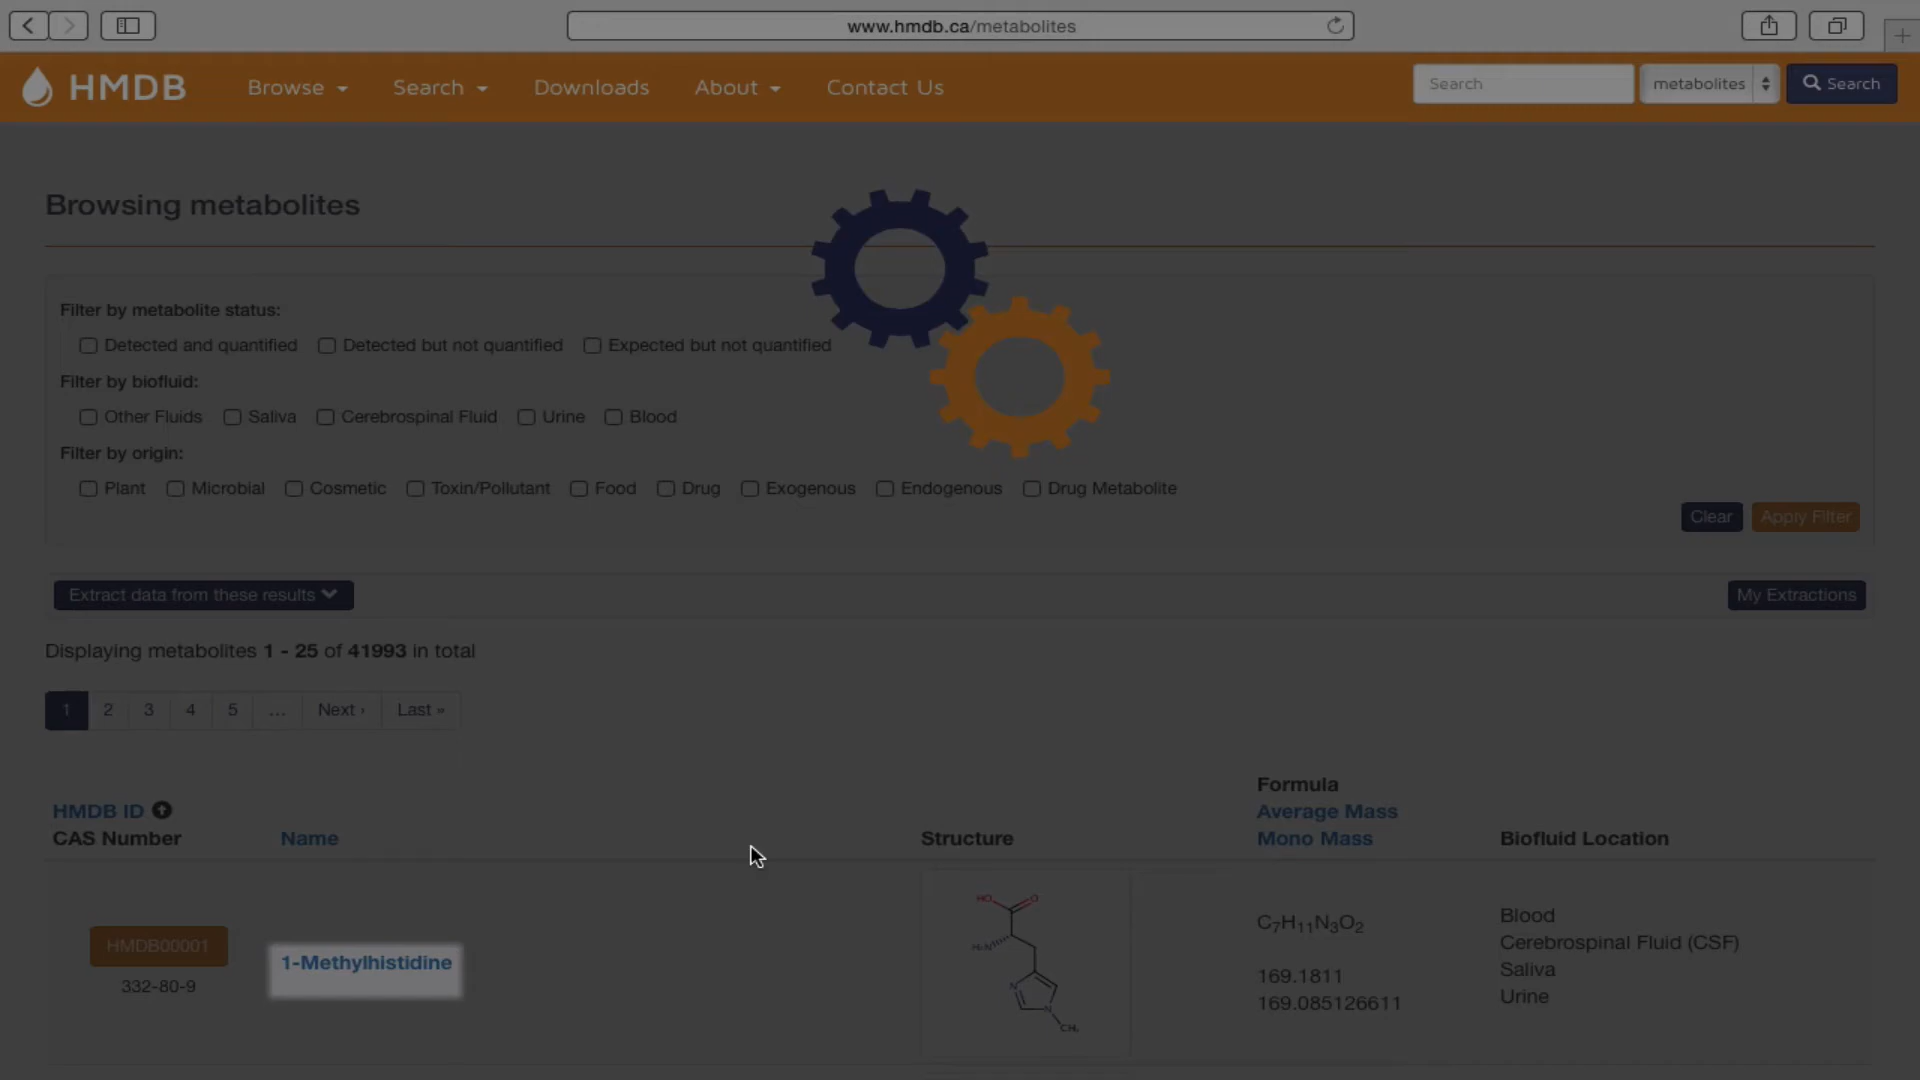 www.hmdb.ca/metabolites
HMDB Browse Search Downloads About Contact Us Search metabolites Search
Browsing metabolites
Filter by metabolite status:
Detected and quantified Detected but not quantified Expected but not quantified
Filter by biofluid:
Other Fluids Saliva Cerebrospinal Fluid Urine Blood
Filter by origin:
Plant Microbial Cosmetic Toxin/Pollutant Food Drug Exogenous Endogenous Drug Metabolite
Clear Apply Filter
Extract data from these results My Extractions
Displaying metabolites 1 - 25 of 41993 in total
1 2 3 4 5 ... Next › Last »
HMDB ID
CAS Number
Name
Structure
Formula
Average Mass
Mono Mass
Biofluid Location
HMDB00001
332-80-9
1-Methylhistidine
HO O
H₂N
N
N
CH₃
C₇H₁₁N₃O₂
169.1811
169.085126611
Blood
Cerebrospinal Fluid (CSF)
Saliva
Urine